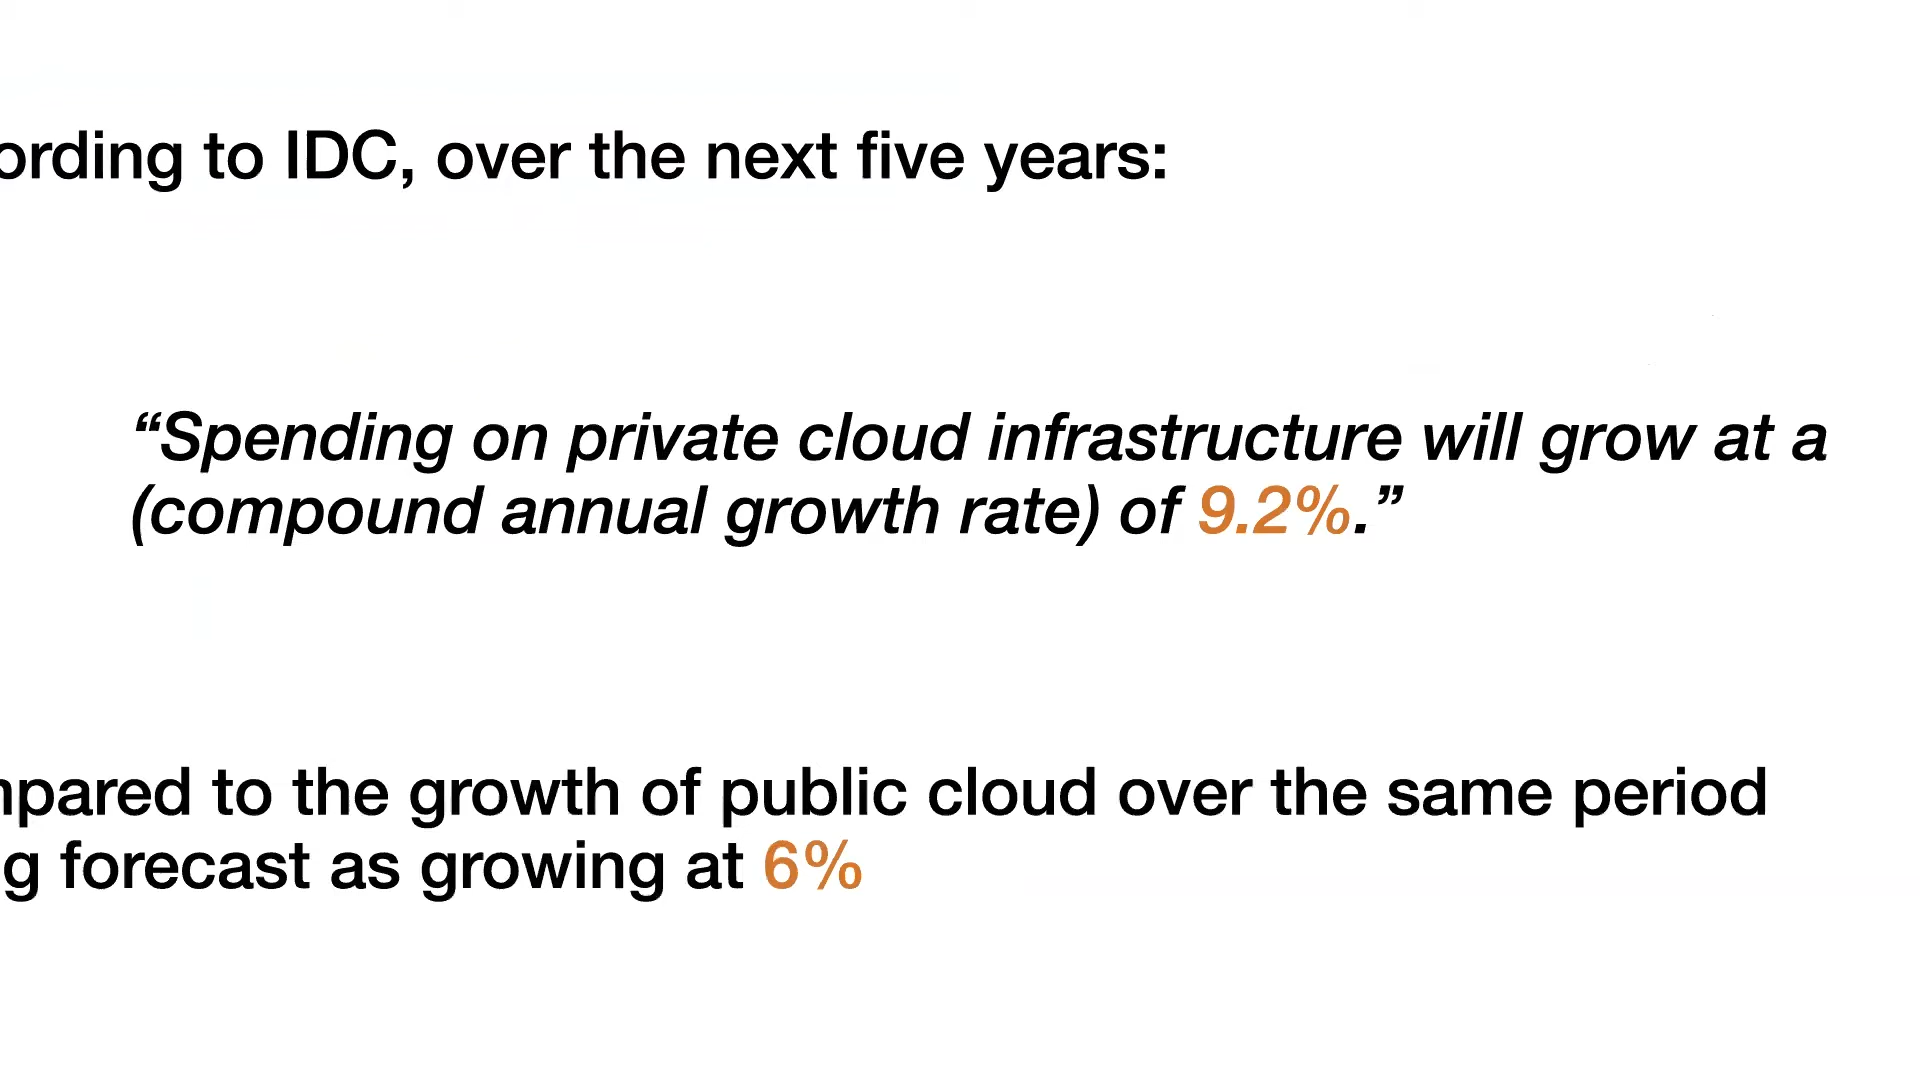 ording to IDC, over the next five years:
“Spending on private cloud infrastructure will grow at a
(compound annual growth rate) of 9.2%.”
mpared to the growth of public cloud over the same period
g forecast as growing at 6%